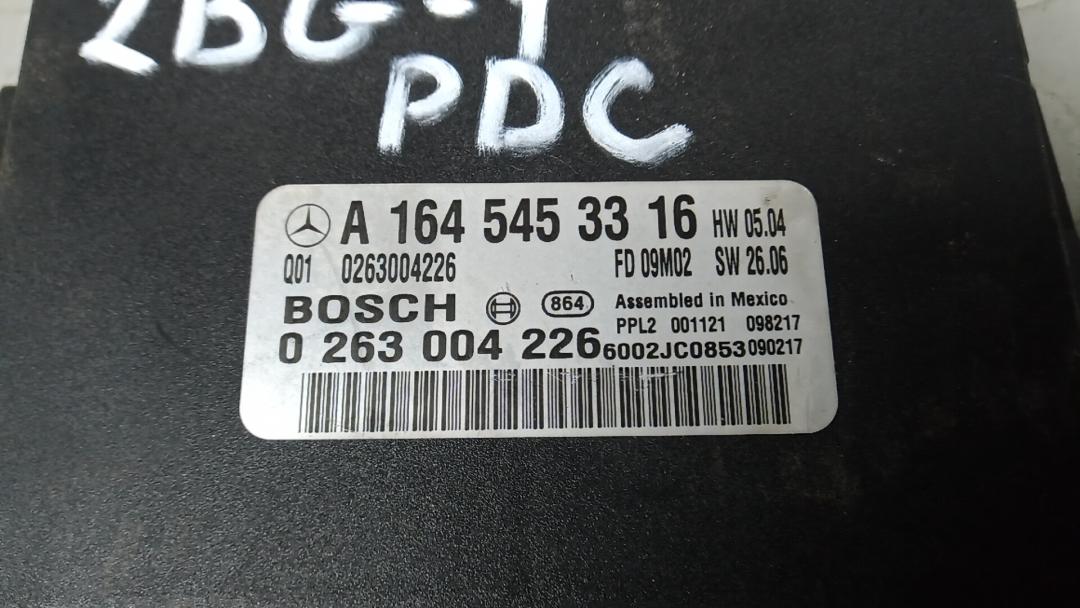 PDC
A 164 545 33 16 HW 05.04
Q01 0263004226 FD 09M02 SW 26.06
BOSCH 864 Assembled in Mexico
PPL2 001121 098217
0 263 004 226 6002JC0853 090217